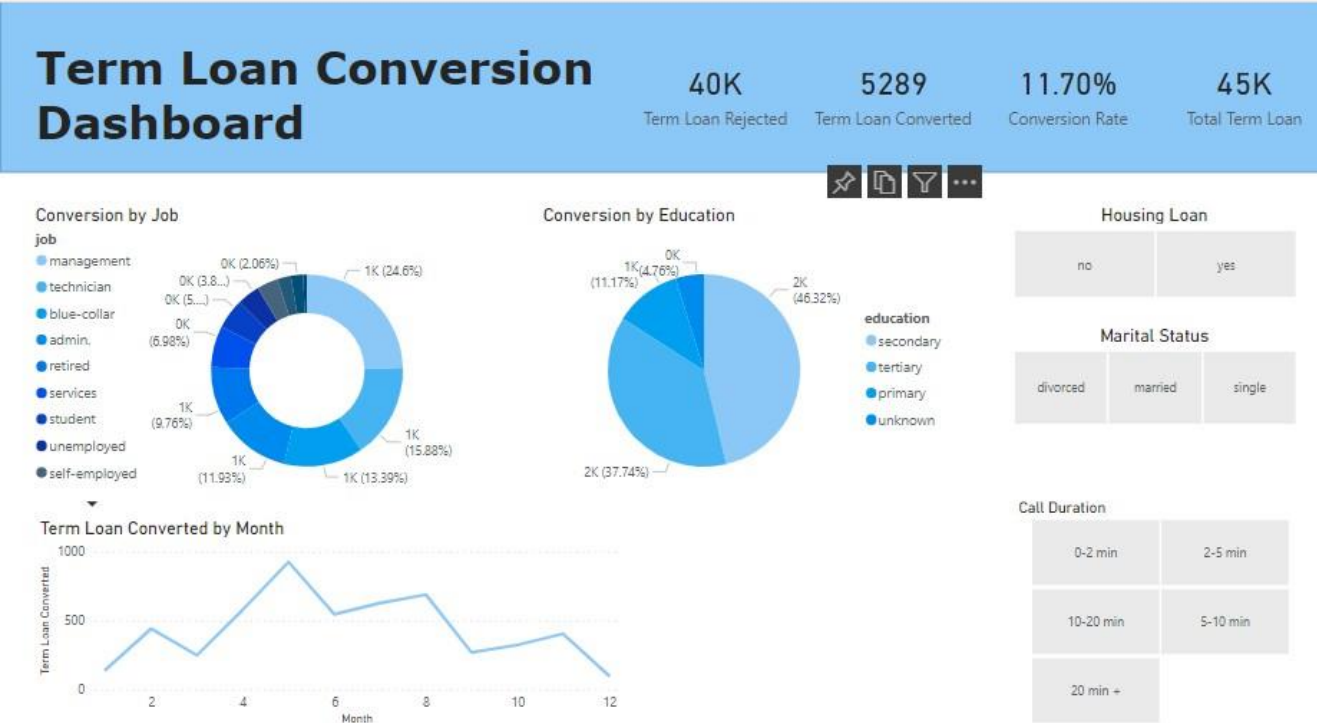 Term Loan Conversion
Dashboard
40K
Term Loan Rejected
5289
Term Loan Converted
11.70%
Conversion Rate
45K
Total Term Loan
Conversion by Job
job
management
technician
blue-collar
admin.
retired
services
student
unemployed
self-employed
0K (2.06%)
0K (3.8...)
0K (5....)
0K
(6.98%)
1K
(9.76%)
1K
(11.93%)
1K (13.39%)
1K
(15.88%)
1K (24.6%)
Conversion by Education
0K
(4.76%)
1K
(11.17%)
2K
(46.32%)
2K (37.74%)
education
secondary
tertiary
primary
unknown
Housing Loan
no
yes
Marital Status
divorced
married
single
Term Loan Converted by Month
Term Loan Converted
1000
500
0
2
4
6
8
10
12
Month
Call Duration
0-2 min
2-5 min
10-20 min
5-10 min
20 min +